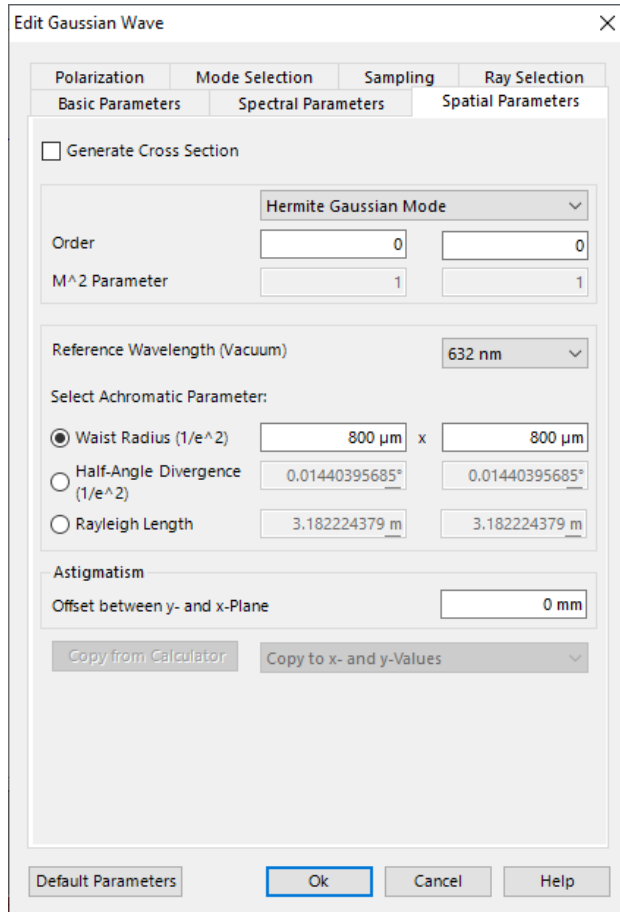 Edit Gaussian Wave
Polarization Mode Selection Sampling Ray Selection
Basic Parameters Spectral Parameters Spatial Parameters
Generate Cross Section
Hermite Gaussian Mode
Order 0 0
M^2 Parameter 1 1
Reference Wavelength (Vacuum) 632 nm
Select Achromatic Parameter:
Waist Radius (1/e^2) 800 µm x 800 µm
Half-Angle Divergence
(1/e^2) 0.01440395685° 0.01440395685°
Rayleigh Length 3.182224379 m 3.182224379 m
Astigmatism
Offset between y- and x-Plane 0 mm
Copy from Calculator Copy to x- and y-Values
Default Parameters Ok Cancel Help